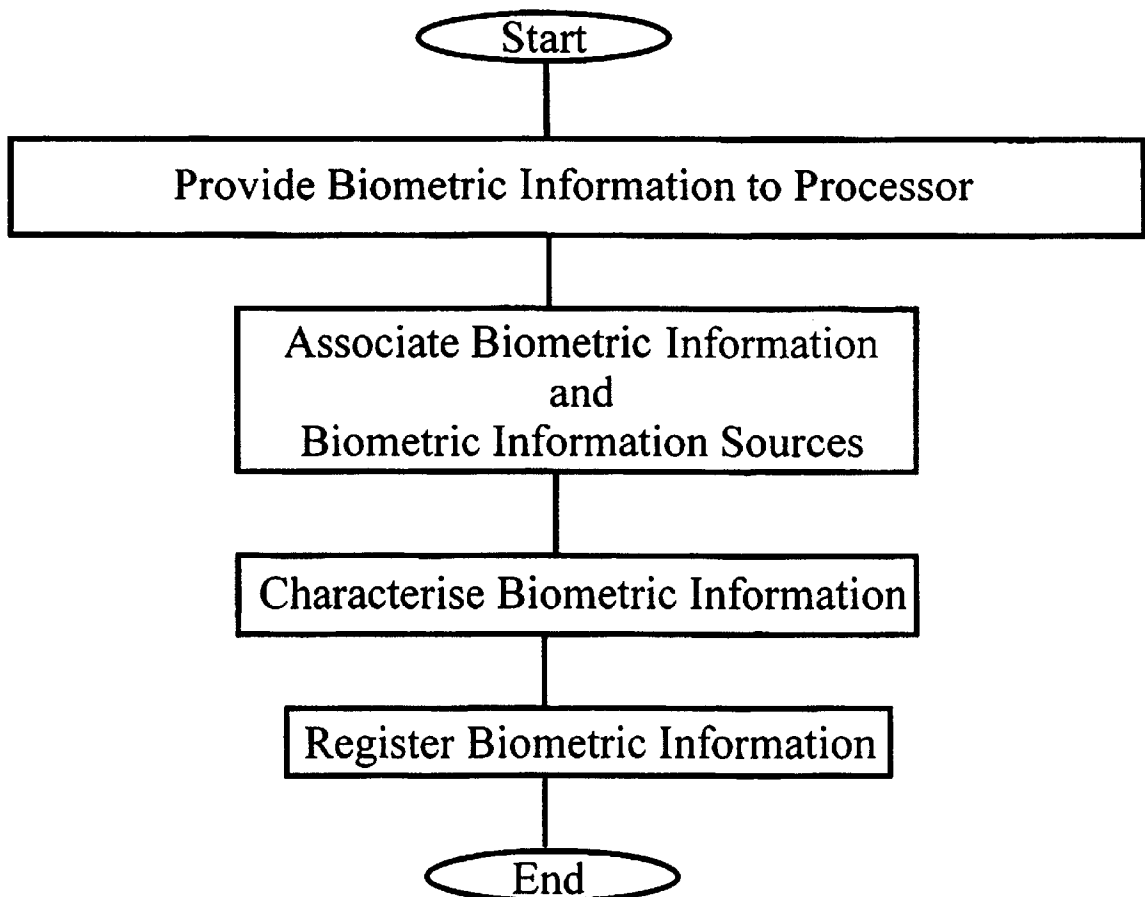 Start
Provide Biometric Information to Processor
Associate Biometric Information
and
Biometric Information Sources
Characterise Biometric Information
Register Biometric Information
End